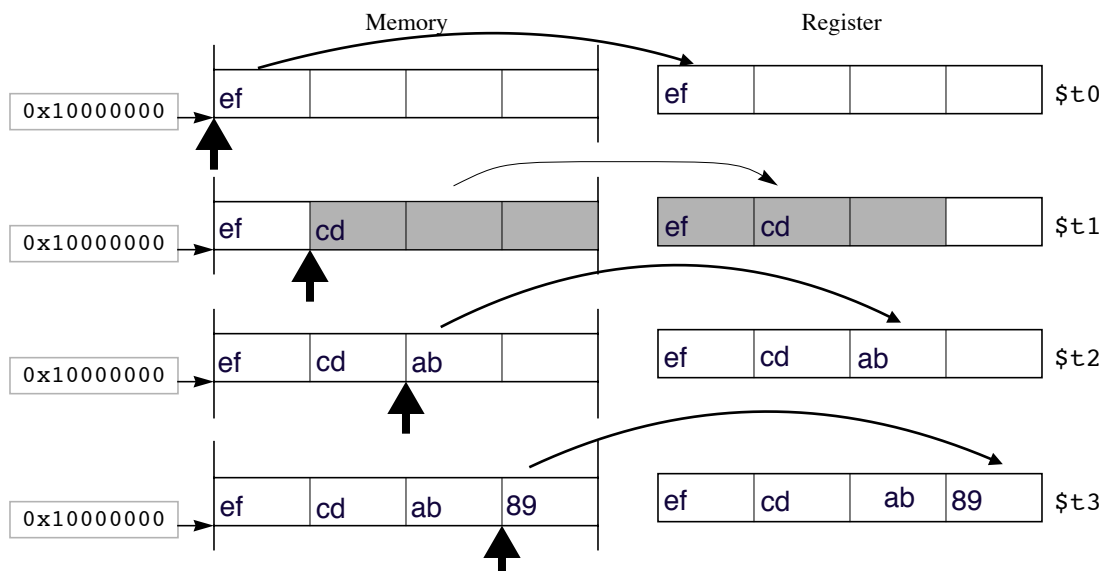 Memory Register
ef ef
0x10000000 $t0
ef cd ef cd
0x10000000 $t1
ef cd ab ef cd ab
0x10000000 $t2
ef cd ab 89 ef cd ab 89
0x10000000 $t3